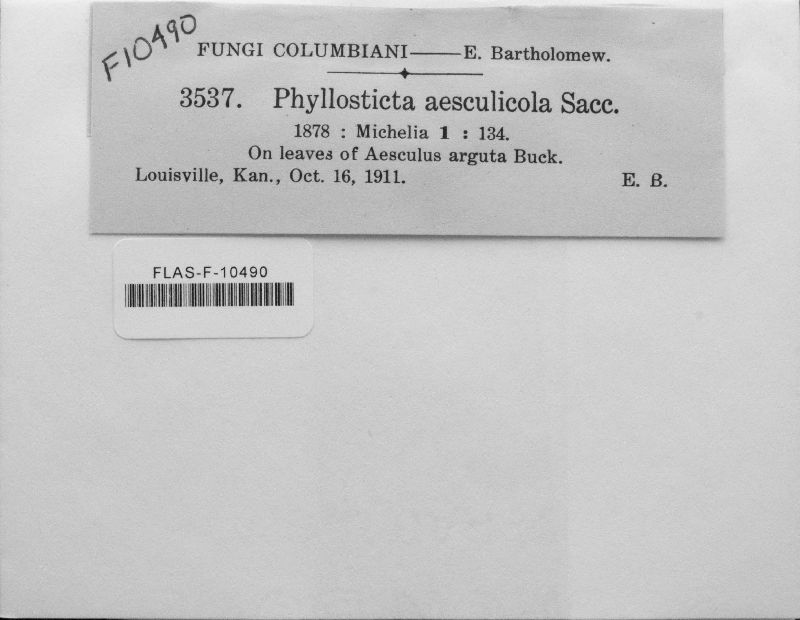 F10490
FUNGI COLUMBIANI——E. Bartholomew.
3537. Phyllosticta aesculicola Sacc.
1878 : Michelia 1 : 134.
On leaves of Aesculus arguta Buck.
Louisville, Kan., Oct. 16, 1911. E. B.
FLAS-F-10490